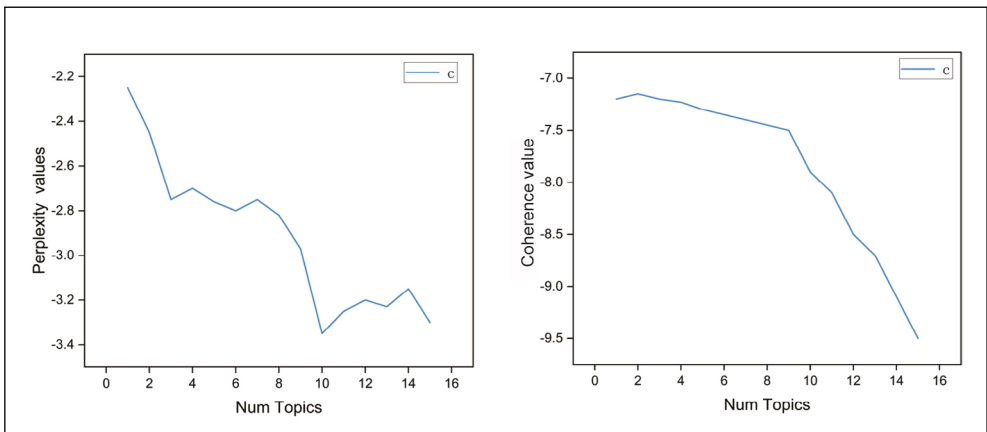 c
-2.2
-2.4
-2.6
-2.8
-3.0
-3.2
-3.4
Perplexity values
0 2 4 6 8 10 12 14 16
Num Topics
c
-7.0
-7.5
-8.0
-8.5
-9.0
-9.5
Coherence value
0 2 4 6 8 10 12 14 16
Num Topics